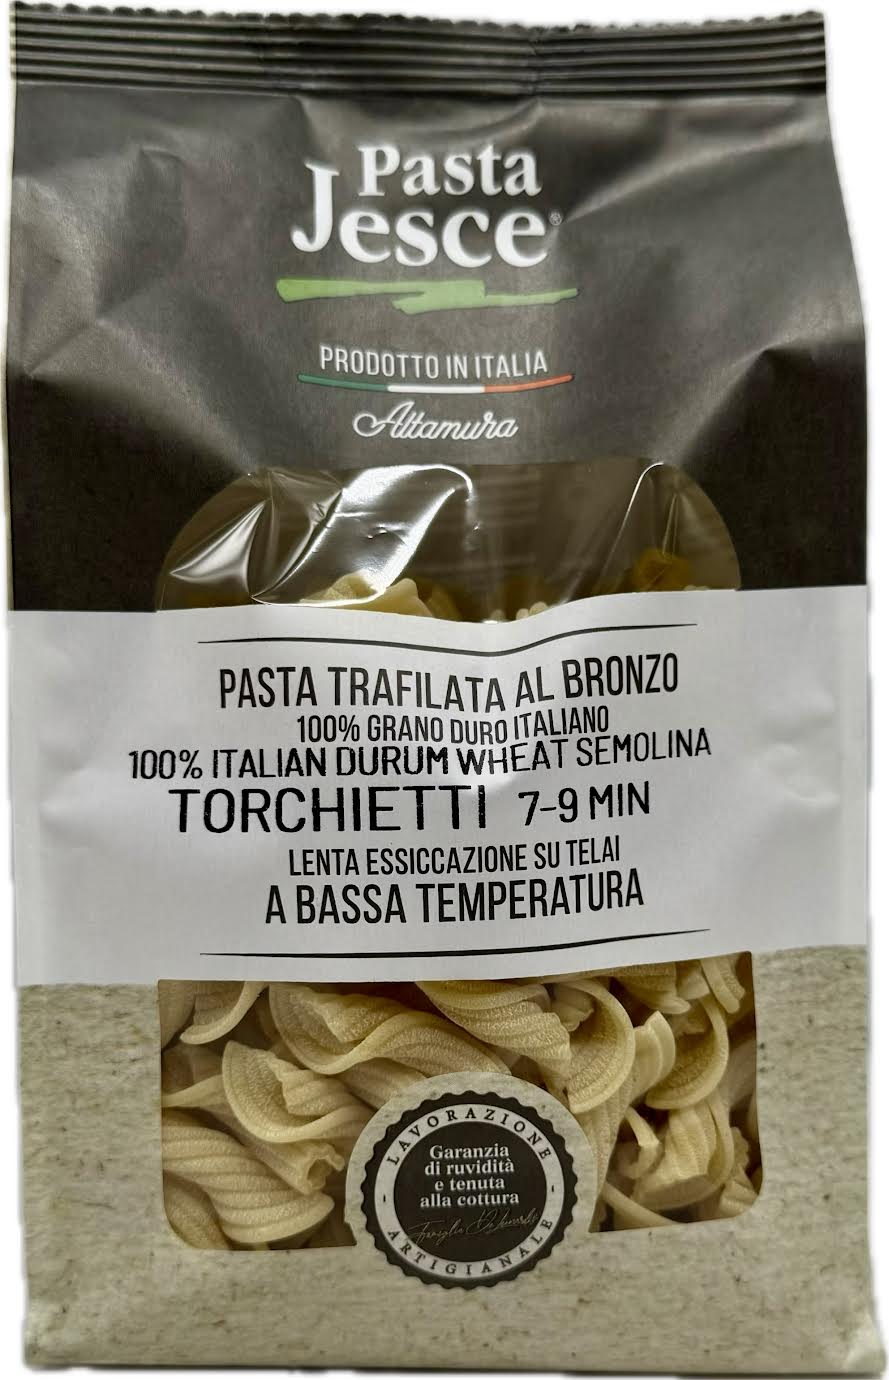 Pasta
Jesce®
PRODOTTO IN ITALIA
Altamura
PASTA TRAFILATA AL BRONZO
100% GRANO DURO ITALIANO
100% ITALIAN DURUM WHEAT SEMOLINA
TORCHIETTI 7-9 MIN
LENTA ESSICCAZIONE SU TELAI
A BASSA TEMPERATURA
LAVORAZIONE
Garanzia
di ruvidità
e tenuta
alla cottura
Famiglia
ARTIGIANALE